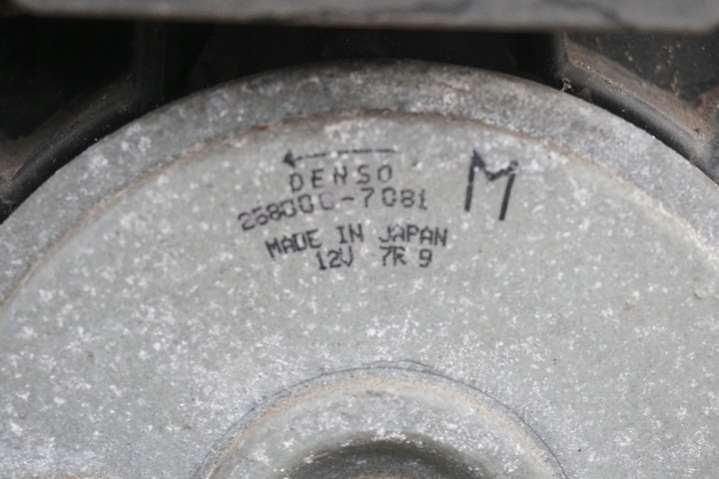 DENSO
268000-7081
M
MADE IN JAPAN
12V 7R 9